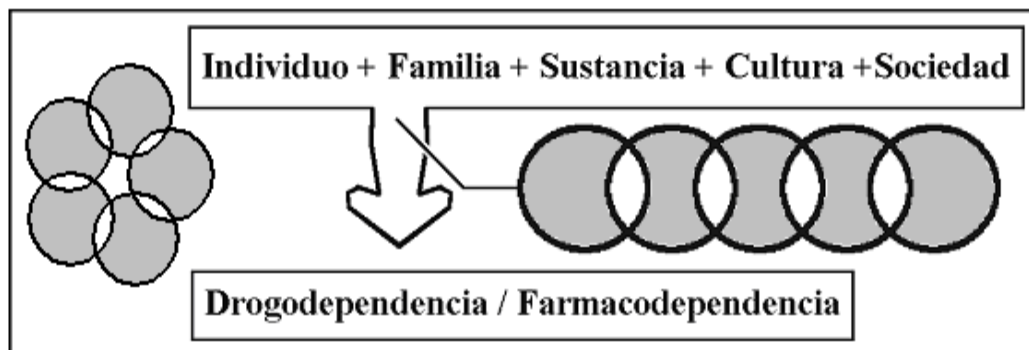 Individuo + Familia + Sustancia + Cultura +Sociedad
Drogodependencia / Farmacodependencia